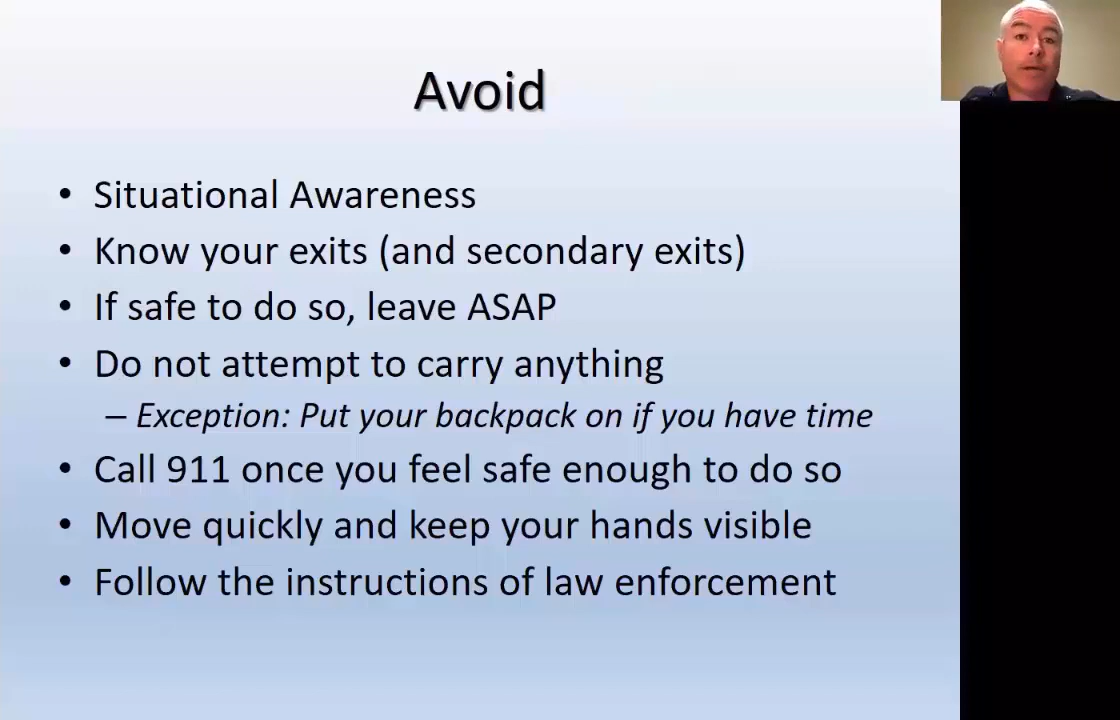 Avoid
• Situational Awareness
• Know your exits (and secondary exits)
• If safe to do so, leave ASAP
• Do not attempt to carry anything
– Exception: Put your backpack on if you have time
• Call 911 once you feel safe enough to do so
• Move quickly and keep your hands visible
• Follow the instructions of law enforcement